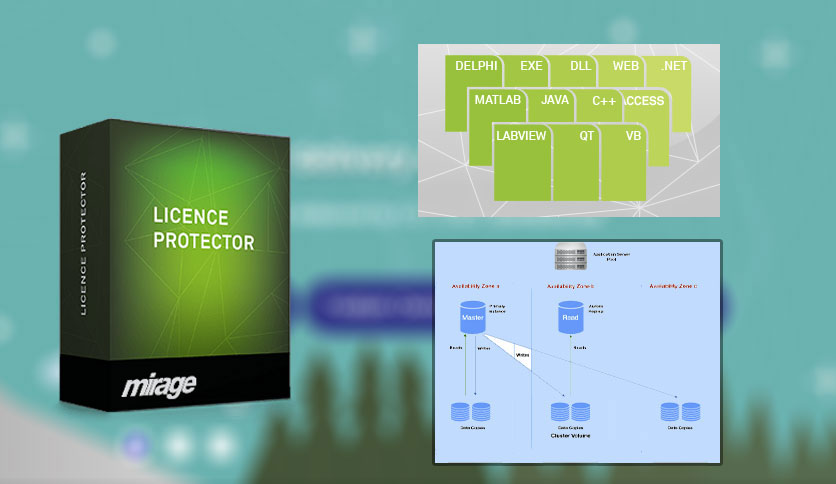 LICENCE PROTECTOR
LICENCE
PROTECTOR
mirage
DELPHI EXE DLL WEB .NET
MATLAB JAVA C++ ACCESS
LABVIEW QT VB
Application Server
Pool
Availability Zone
Availability Zone
Availability Zone
Primary
Instance
Master
Read
Reads
Writes
Writes
Reads
Data Copies
Data Copies
Data Copies
Cluster Volume